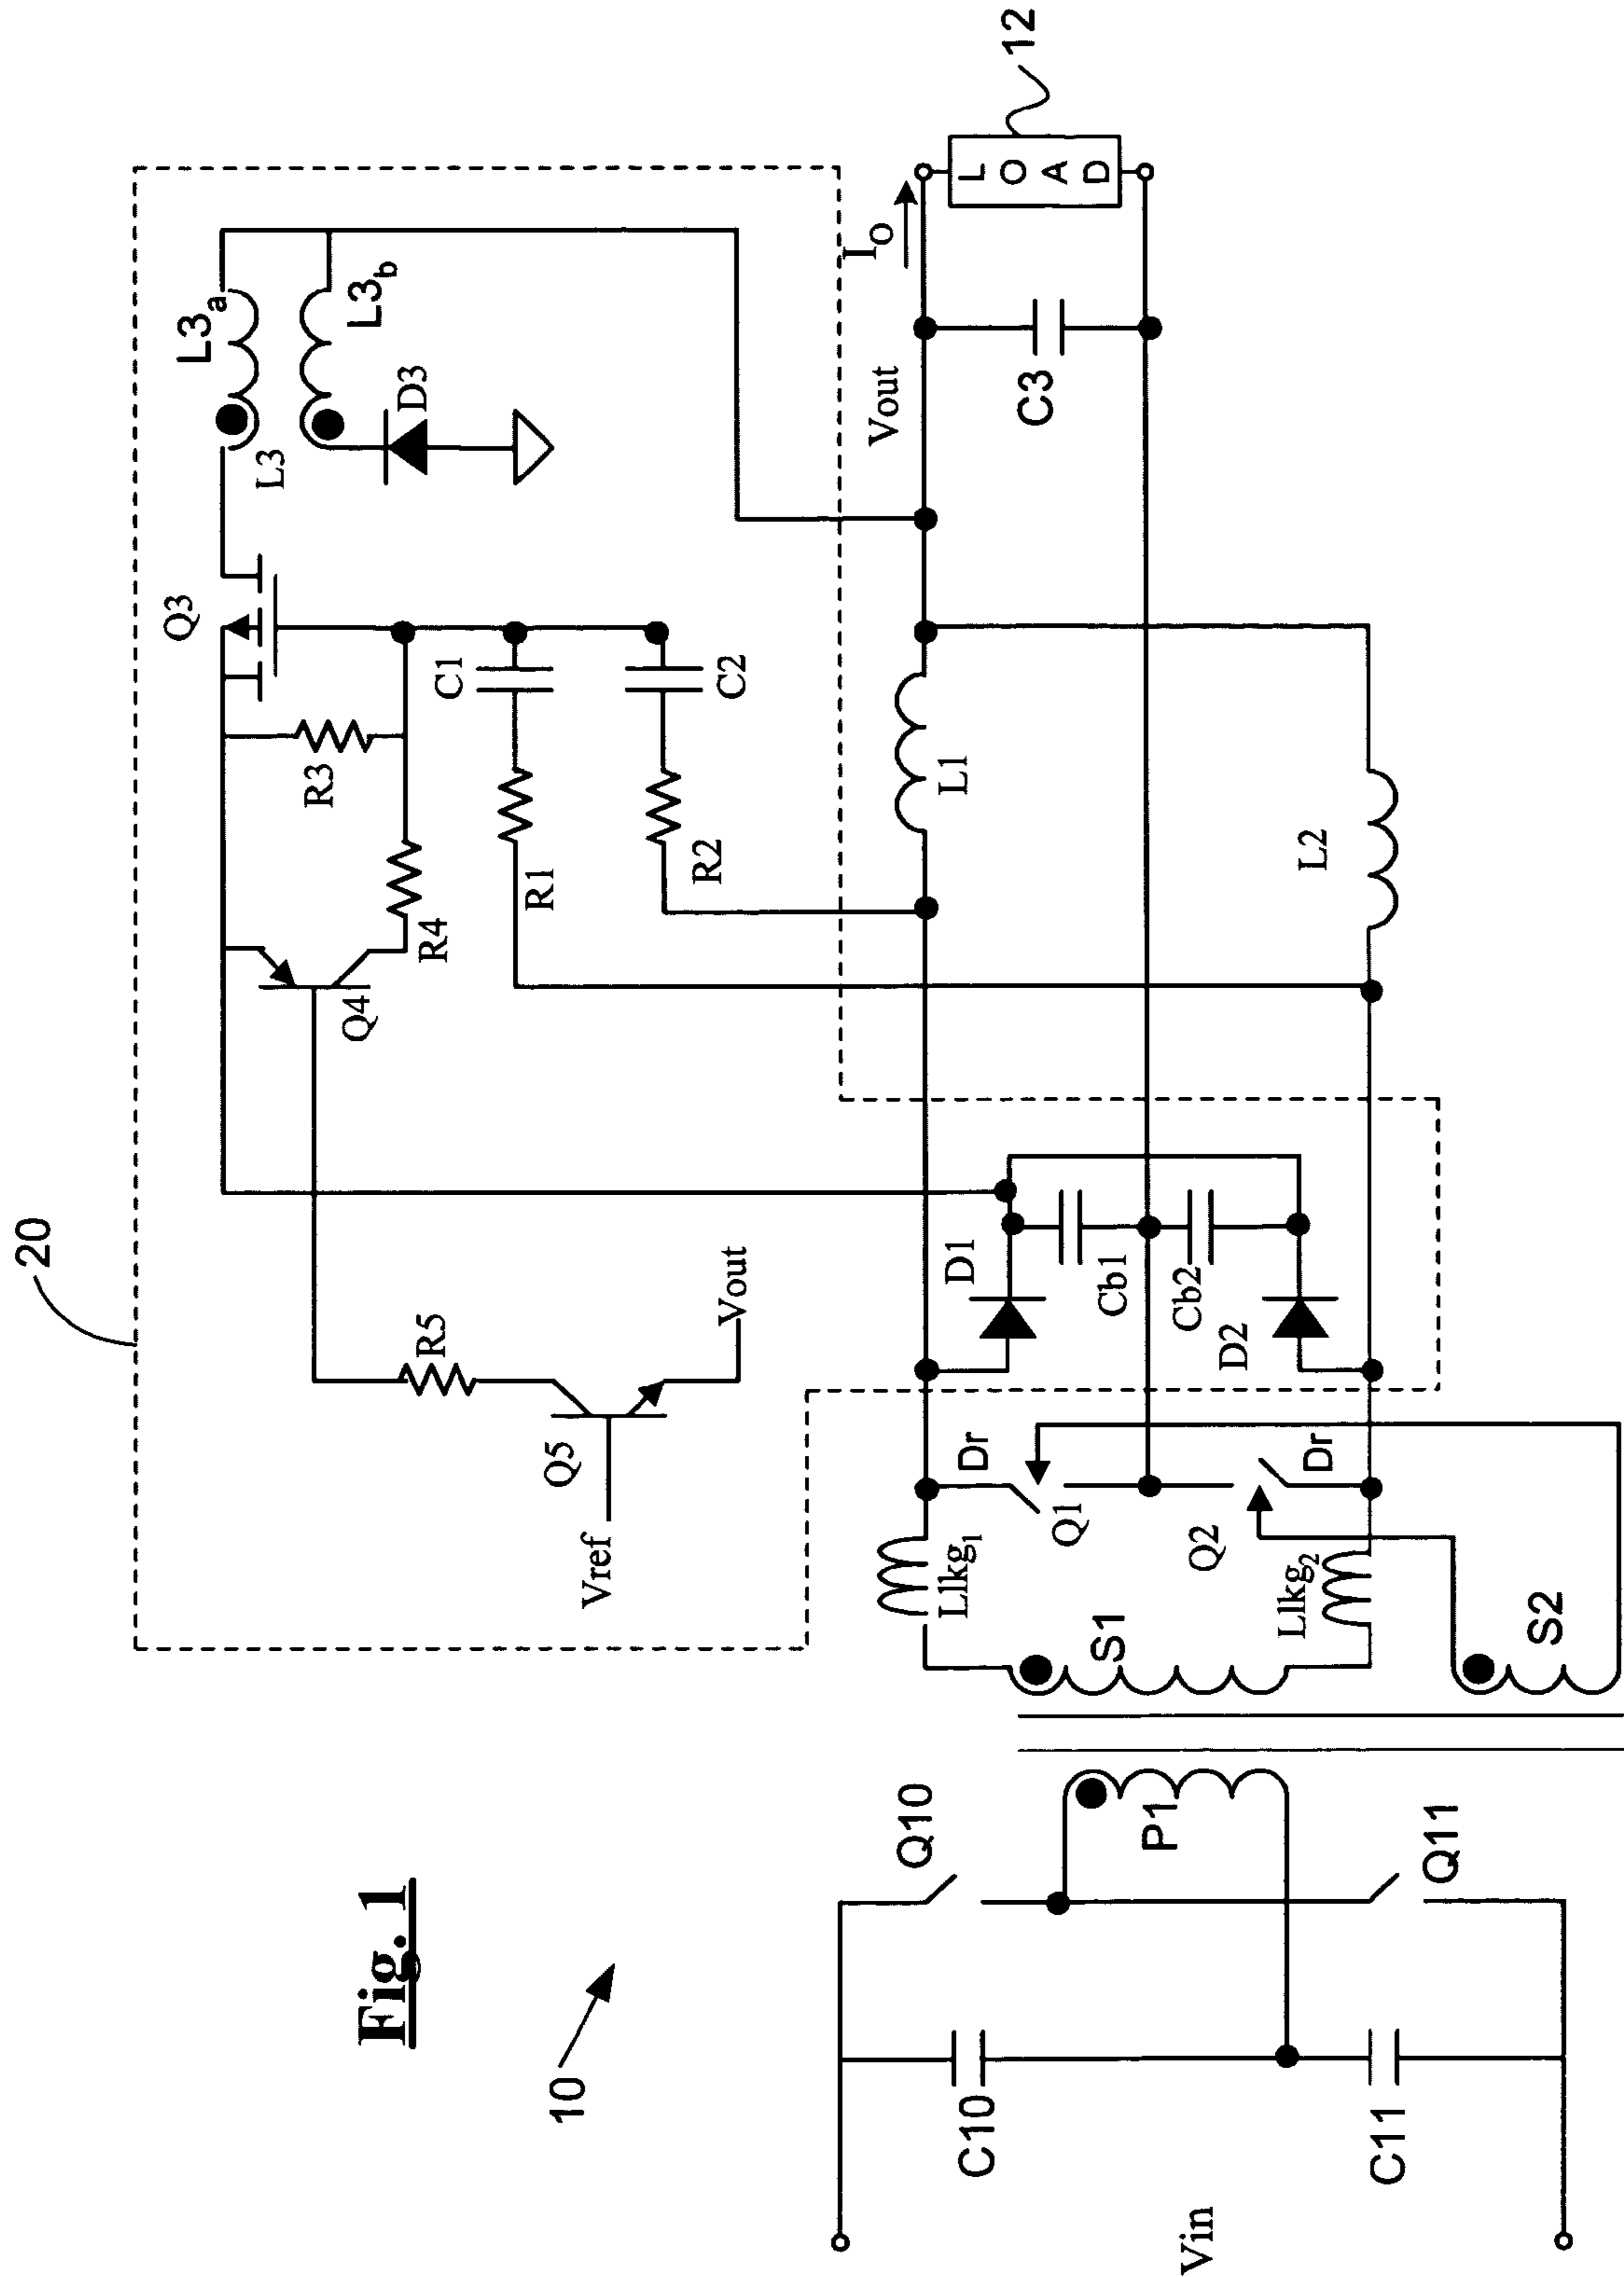 Fig. 1
10
20
Vin
C10
C11
Q10
Q11
P1
S1
S2
Llkg1
Llkg2
Q1
Q2
Dr
Dr
Vref
Q5
R5
Vout
D1
D2
Cb1
Cb2
Q4
R4
R3
Q3
C1
C2
R1
R2
L1
L2
L3
L3a
L3b
D3
Vout
C3
IO
LOAD
12